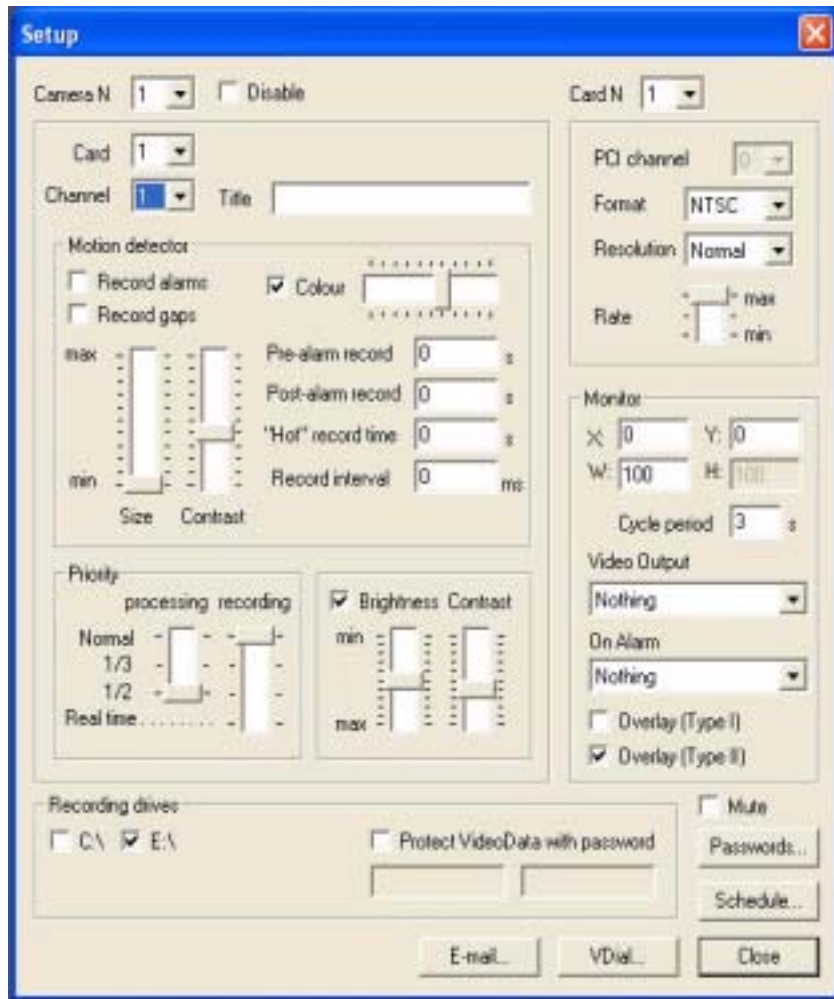 Setup
Camera N 1 Disable
Card N 1
Card 1
Channel 1 Title
PCI channel 0
Format NTSC
Resolution Normal
Rate max
min
Motion detector
Record alarms
Record gaps
Colour
max
min
Size Contrast
Pre-alarm record 0 s
Post-alarm record 0 s
"Hot" record time 0 s
Record interval 0 ms
Monitor
X: 0 Y: 0
W: 100 H: 100
Cycle period 3 s
Video Output
Nothing
On Alarm
Nothing
Overlay (Type I)
Overlay (Type II)
Priority
processing recording
Normal
1/3
1/2
Real time
Brightness Contrast
min
max
Recording drives
C:\ E:\
Protect VideoData with password
Mute
Passwords...
Schedule...
E-mail... VDial... Close